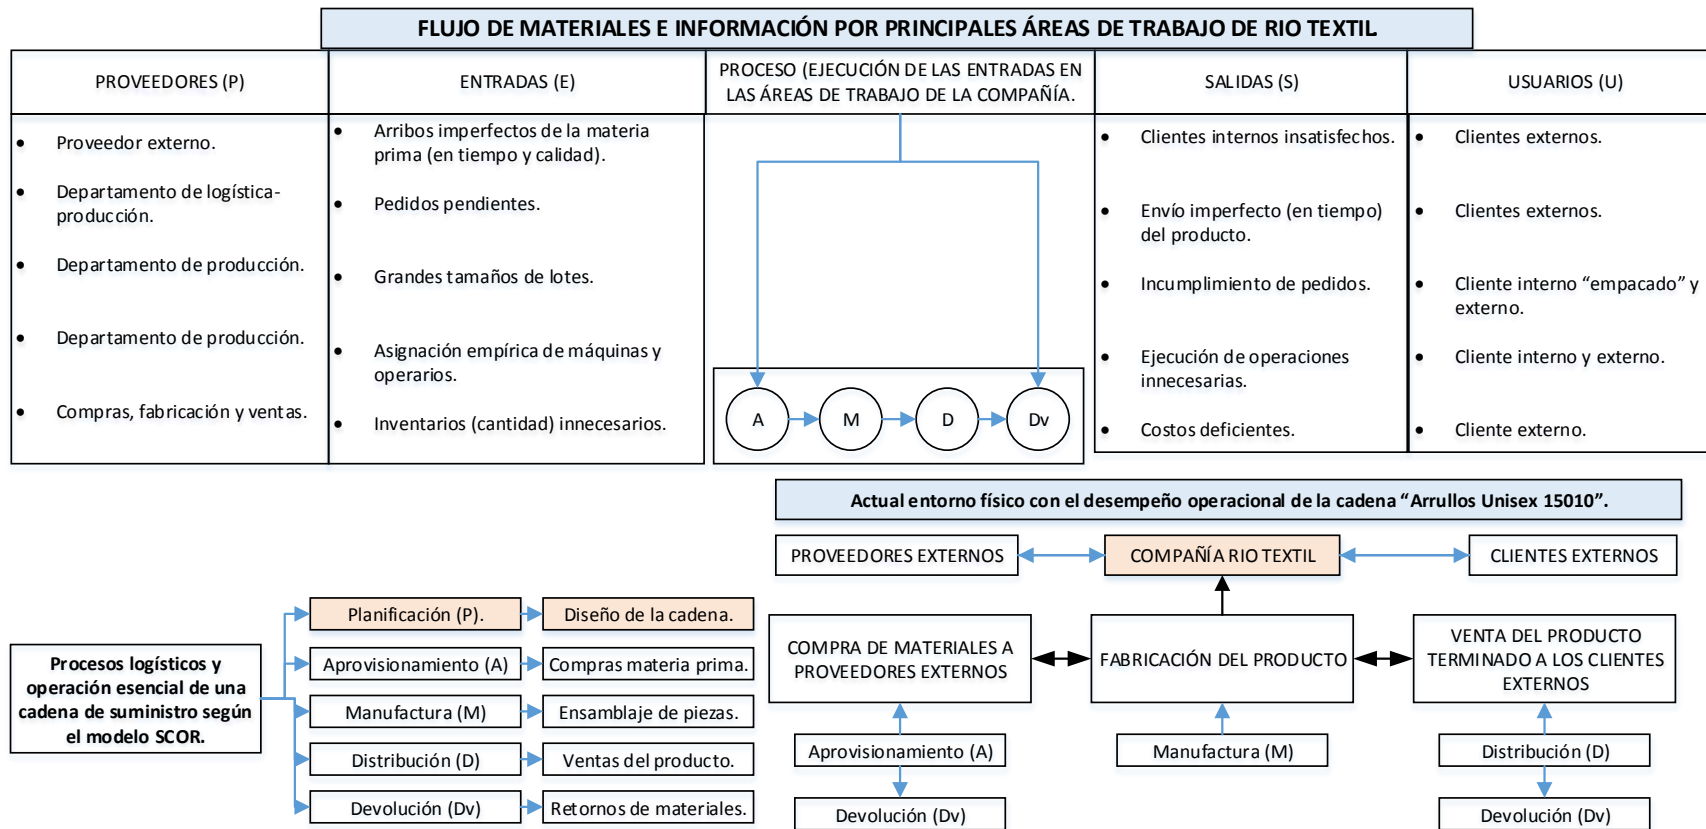 FLUJO DE MATERIALES E INFORMACIÓN POR PRINCIPALES ÁREAS DE TRABAJO DE RIO TEXTIL.
PROVEEDORES (P)
ENTRADAS (E)
PROCESO (EJECUCIÓN DE LAS ENTRADAS EN
LAS ÁREAS DE TRABAJO DE LA COMPAÑÍA.
SALIDAS (S)
USUARIOS (U)
• Proveedor externo.
• Departamento de logística-
producción.
• Departamento de producción.
• Departamento de producción.
• Compras, fabricación y ventas.
• Arribos imperfectos de la materia
prima (en tiempo y calidad).
• Pedidos pendientes.
• Grandes tamaños de lotes.
• Asignación empírica de máquinas y
operarios.
• Inventarios (cantidad) innecesarios.
A
M
D
Dv
• Clientes internos insatisfechos.
• Envío imperfecto (en tiempo)
del producto.
• Incumplimiento de pedidos.
• Ejecución de operaciones
innecesarias.
• Costos deficientes.
• Clientes externos.
• Clientes externos.
• Cliente interno “empacado” y
externo.
• Cliente interno y externo.
• Cliente externo.
Procesos logísticos y
operación esencial de una
cadena de suministro según
el modelo SCOR.
Planificación (P).
Diseño de la cadena.
Aprovisionamiento (A)
Compras materia prima.
Manufactura (M)
Ensamblaje de piezas.
Distribución (D)
Ventas del producto.
Devolución (Dv)
Retornos de materiales.
Actual entorno físico con el desempeño operacional de la cadena “Arrullos Unisex 15010”.
PROVEEDORES EXTERNOS
COMPAÑÍA RIO TEXTIL
CLIENTES EXTERNOS
COMPRA DE MATERIALES A
PROVEEDORES EXTERNOS
FABRICACIÓN DEL PRODUCTO
VENTA DEL PRODUCTO
TERMINADO A LOS CLIENTES
EXTERNOS
Aprovisionamiento (A)
Manufactura (M)
Distribución (D)
Devolución (Dv)
Devolución (Dv)